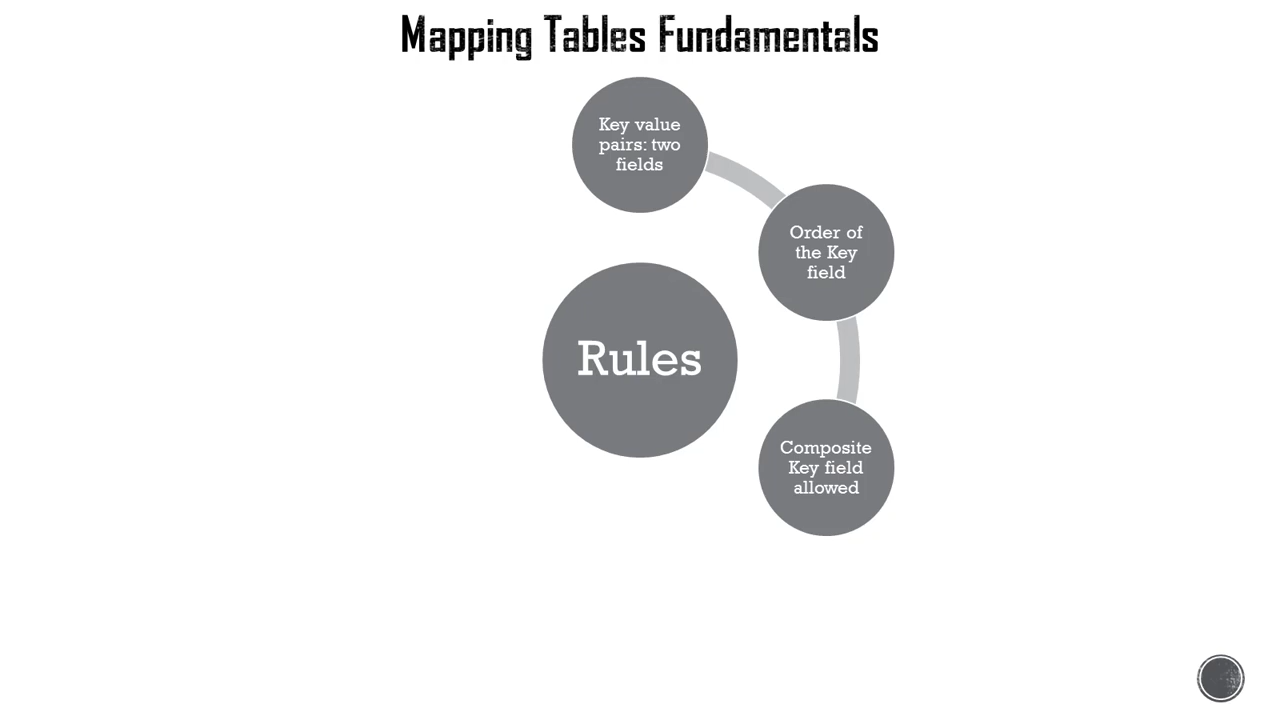 Mapping Tables Fundamentals
Key value
pairs: two
fields
Order of
the Key
field
Rules
Composite
Key field
allowed